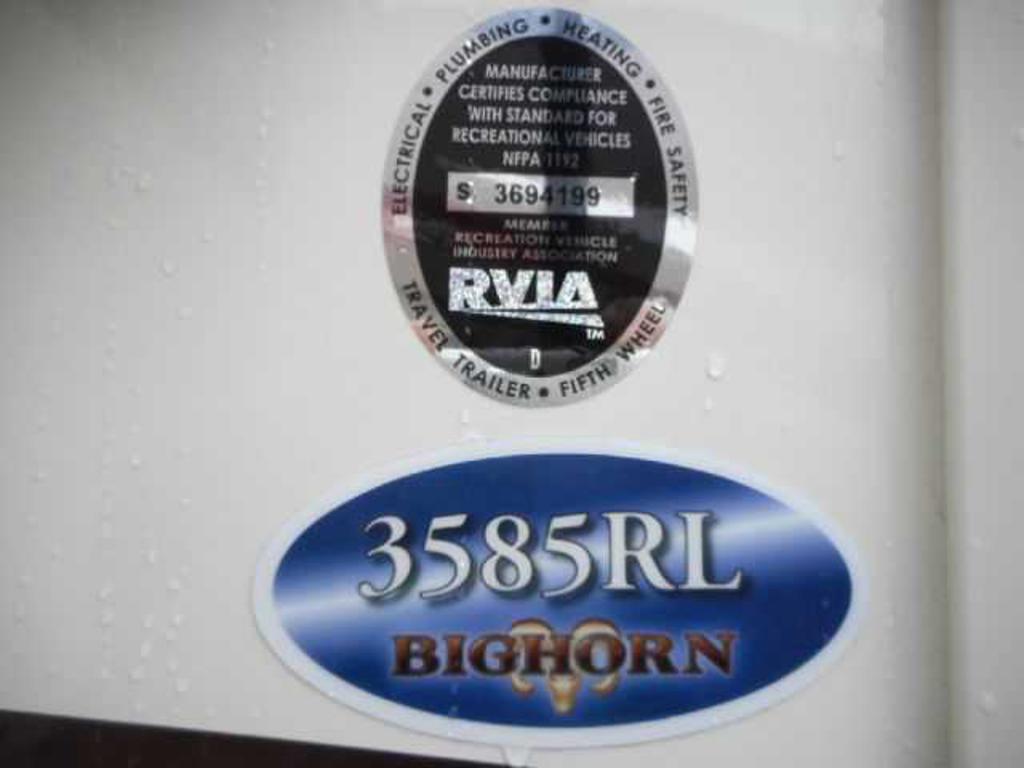 ELECTRICAL • PLUMBING • HEATING • FIRE SAFETY
MANUFACTURER
CERTIFIES COMPLIANCE
WITH STANDARD FOR
RECREATIONAL VEHICLES
NFPA 1192
S 3694199
MEMBER
RECREATION VEHICLE
INDUSTRY ASSOCIATION
RVIA
TM
D
TRAVEL TRAILER • FIFTH WHEEL
3585RL
BIGHORN